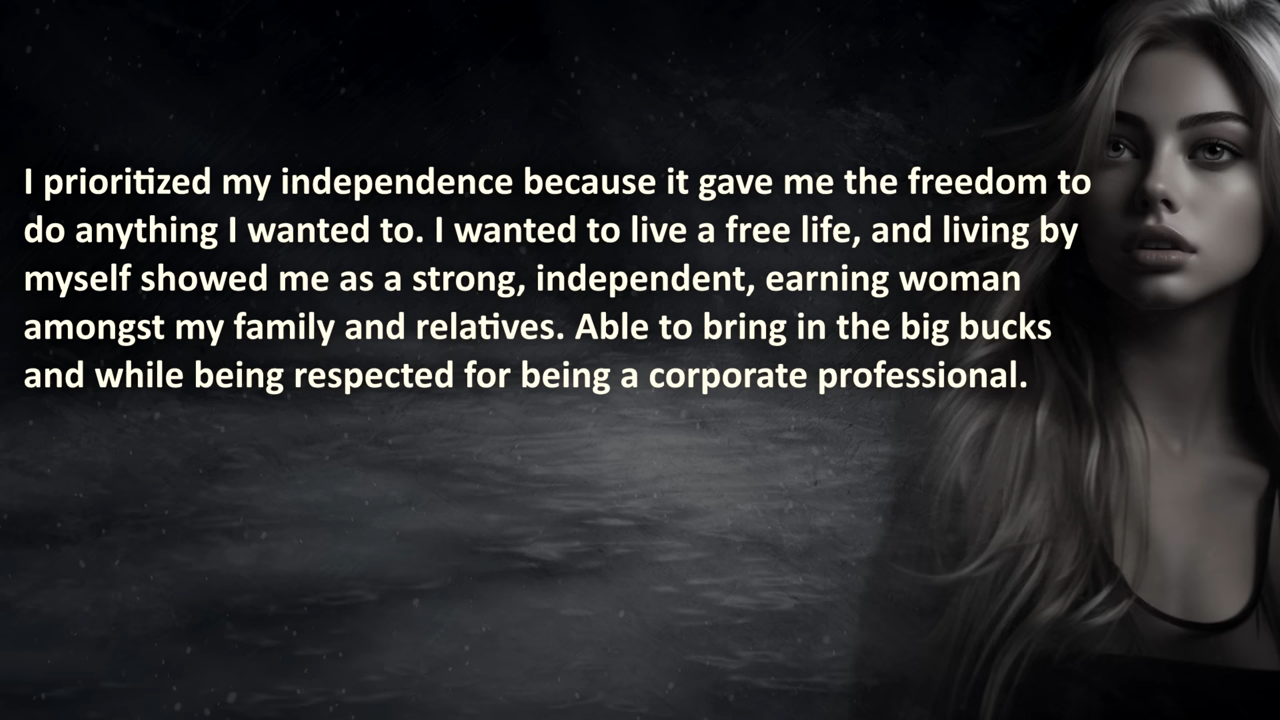 I prioritized my independence because it gave me the freedom to
do anything I wanted to. I wanted to live a free life, and living by
myself showed me as a strong, independent, earning woman
amongst my family and relatives. Able to bring in the big bucks
and while being respected for being a corporate professional.